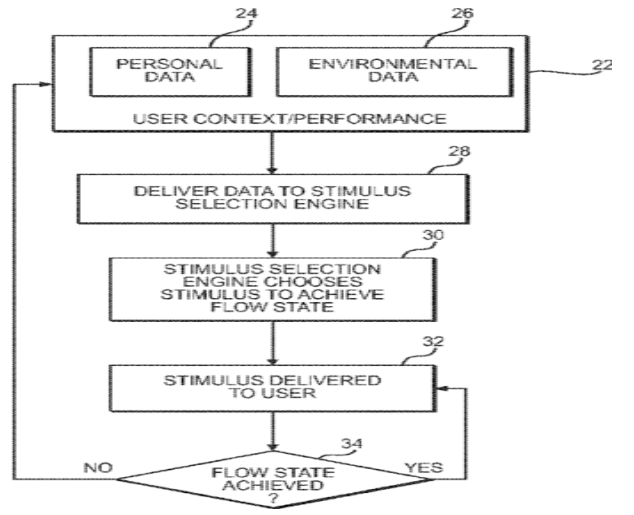 24
26
PERSONAL
DATA
ENVIRONMENTAL
DATA
22
USER CONTEXT/PERFORMANCE
28
DELIVER DATA TO STIMULUS
SELECTION ENGINE
30
STIMULUS SELECTION
ENGINE CHOOSES
STIMULUS TO ACHIEVE
FLOW STATE
32
STIMULUS DELIVERED
TO USER
34
NO
FLOW STATE
ACHIEVED
?
YES